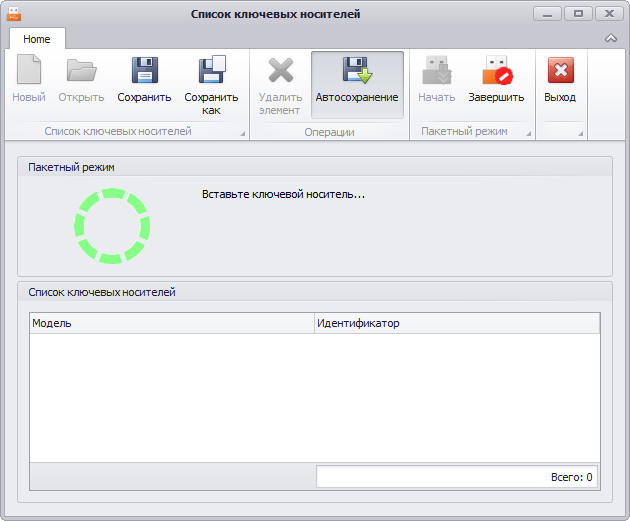 Список ключевых носителей
Home
Новый
Открыть
Сохранить
Сохранить
как
Удалить
элемент
Автосохранение
Начать
Завершить
Выход
Список ключевых носителей
Операции
Пакетный режим
Пакетный режим
Вставьте ключевой носитель...
Список ключевых носителей
Модель
Идентификатор
Всего: 0